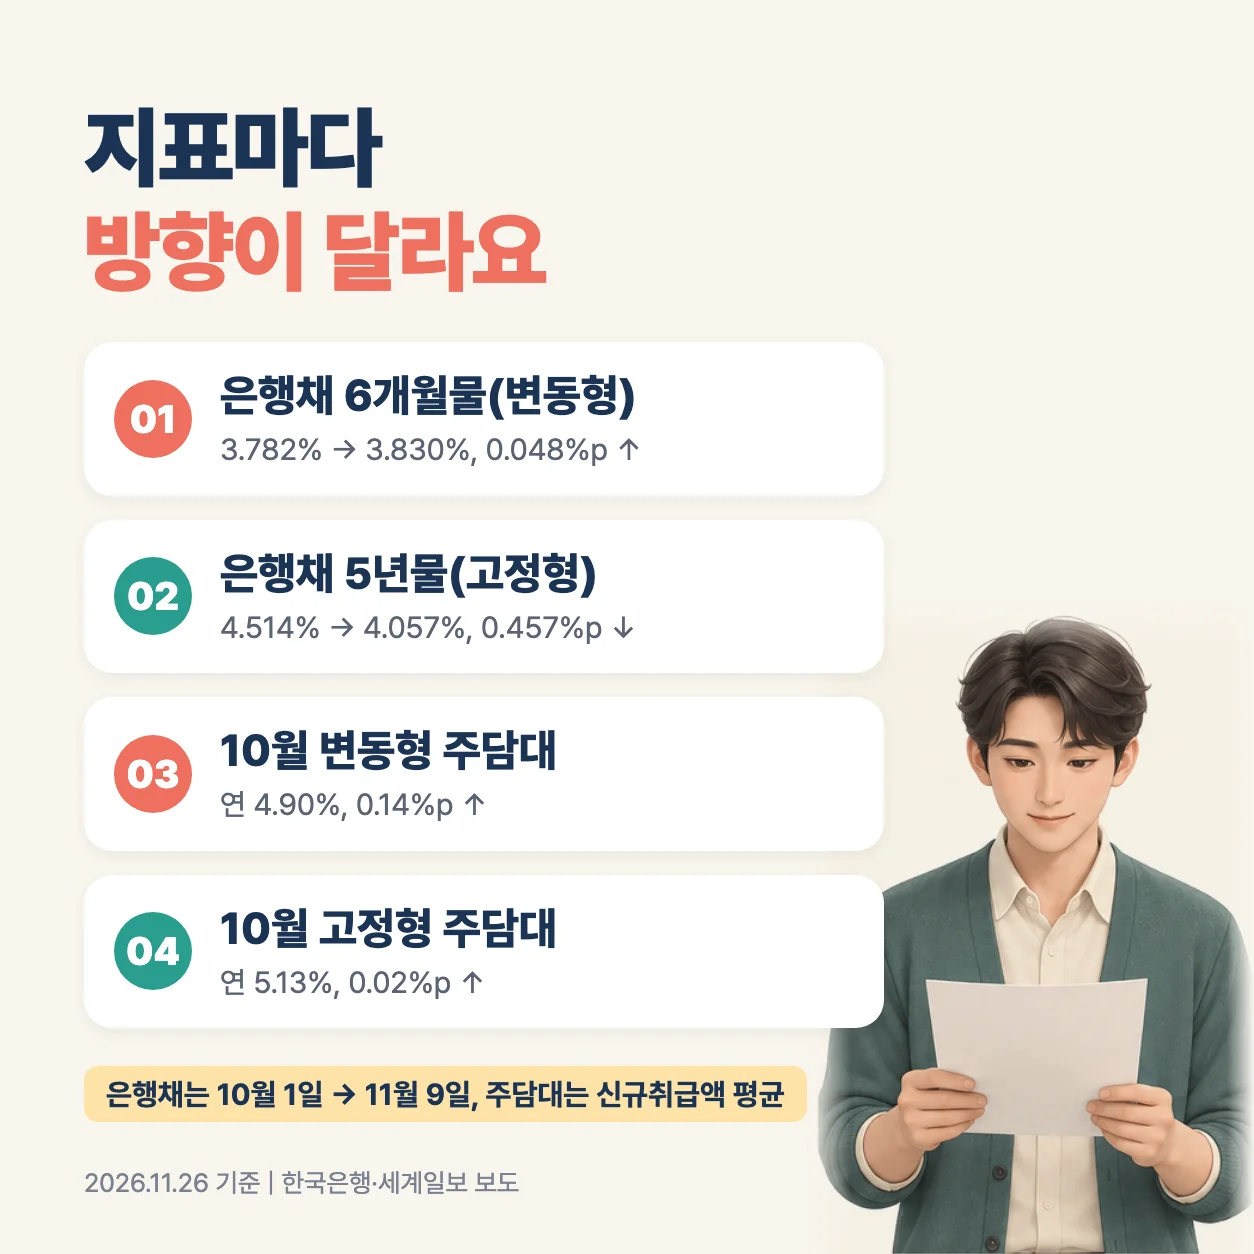 지표마다
방향이 달라요
01
은행채 6개월물(변동형)
3.782% → 3.830%, 0.048%p ↑
02
은행채 5년물(고정형)
4.514% → 4.057%, 0.457%p ↓
03
10월 변동형 주담대
연 4.90%, 0.14%p ↑
04
10월 고정형 주담대
연 5.13%, 0.02%p ↑
은행채는 10월 1일 → 11월 9일, 주담대는 신규취급액 평균
2026.11.26 기준 | 한국은행·세계일보 보도